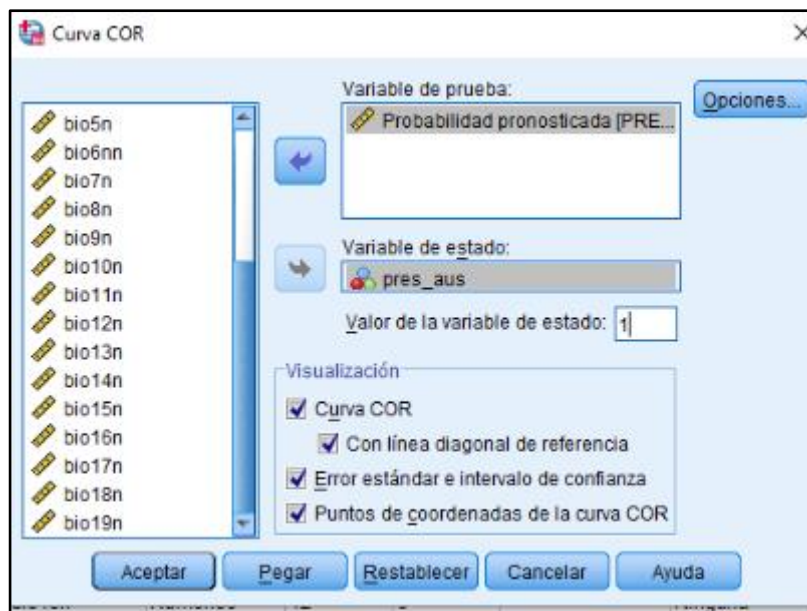 Curva COR
bio5n
bio6nn
bio7n
bio8n
bio9n
bio10n
bio11n
bio12n
bio13n
bio14n
bio15n
bio16n
bio17n
bio18n
bio19n
Variable de prueba:
Probabilidad pronosticada [PRE...
Opciones...
Variable de estado:
pres_aus
Valor de la variable de estado: 1
Visualización
Curva COR
Con línea diagonal de referencia
Error estándar e intervalo de confianza
Puntos de coordenadas de la curva COR
Aceptar Pegar Restablecer Cancelar Ayuda